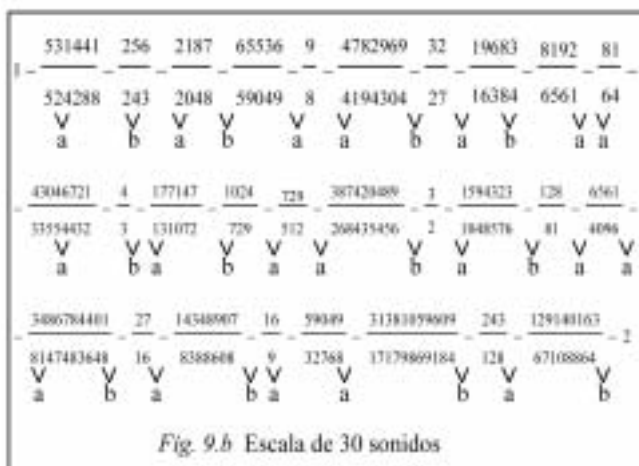 531441 256 2187 65536 9 4782969 32 19683 8192 81
1 – – – – – – – – – – –
524288 243 2048 59049 8 4194304 27 16384 6561 64
a b a b a a b a b a a
43046721 4 177147 1024 729 387420489 3 1594323 128 6561
– – – – – – – – – – –
33554432 3 131072 729 512 268435456 2 1048576 81 4096
a b a b a a b a b a a
3486784401 27 14348907 16 59049 31381059609 243 129140163
– – – – – – – – – 2
8147483648 16 8388608 9 32768 17179869184 128 67108864
a b a b a a b a b
Fig. 9.b Escala de 30 sonidos